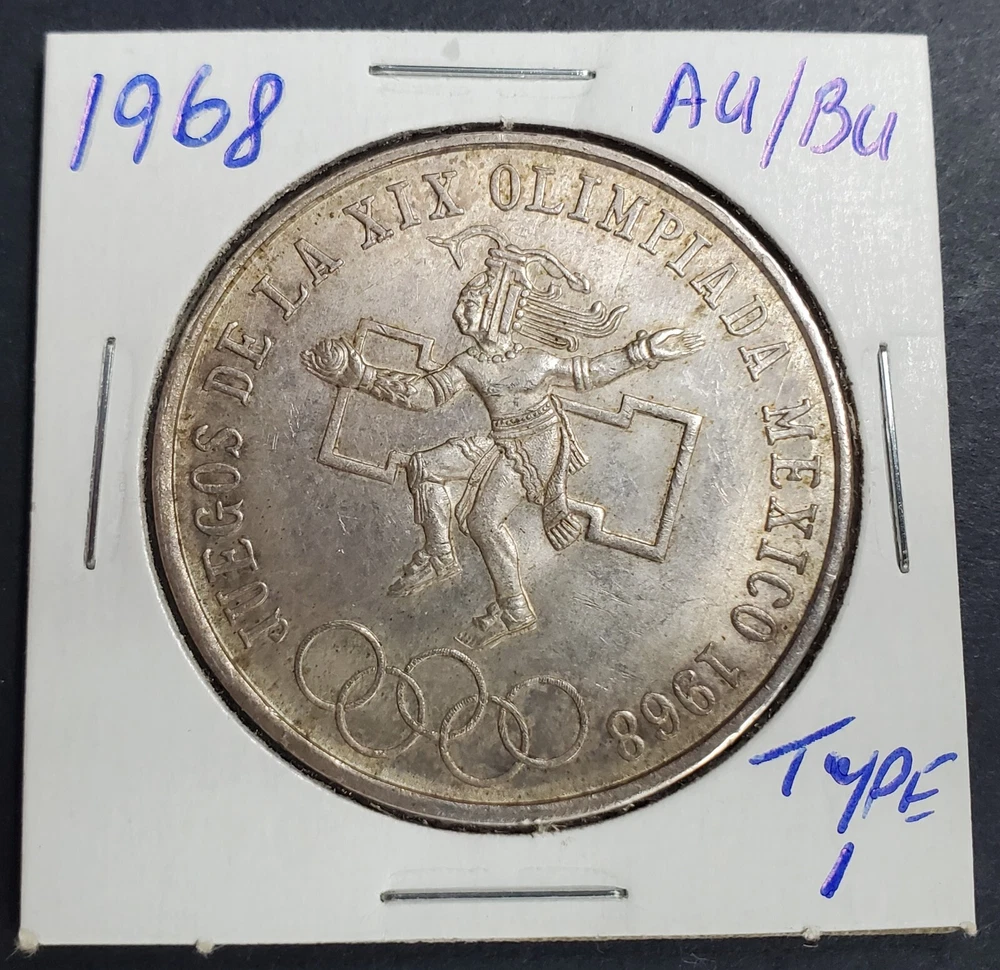 1968
AU/BU
JUEGOS DE LA XIX OLIMPIADA MEXICO 1968
TYPE
1